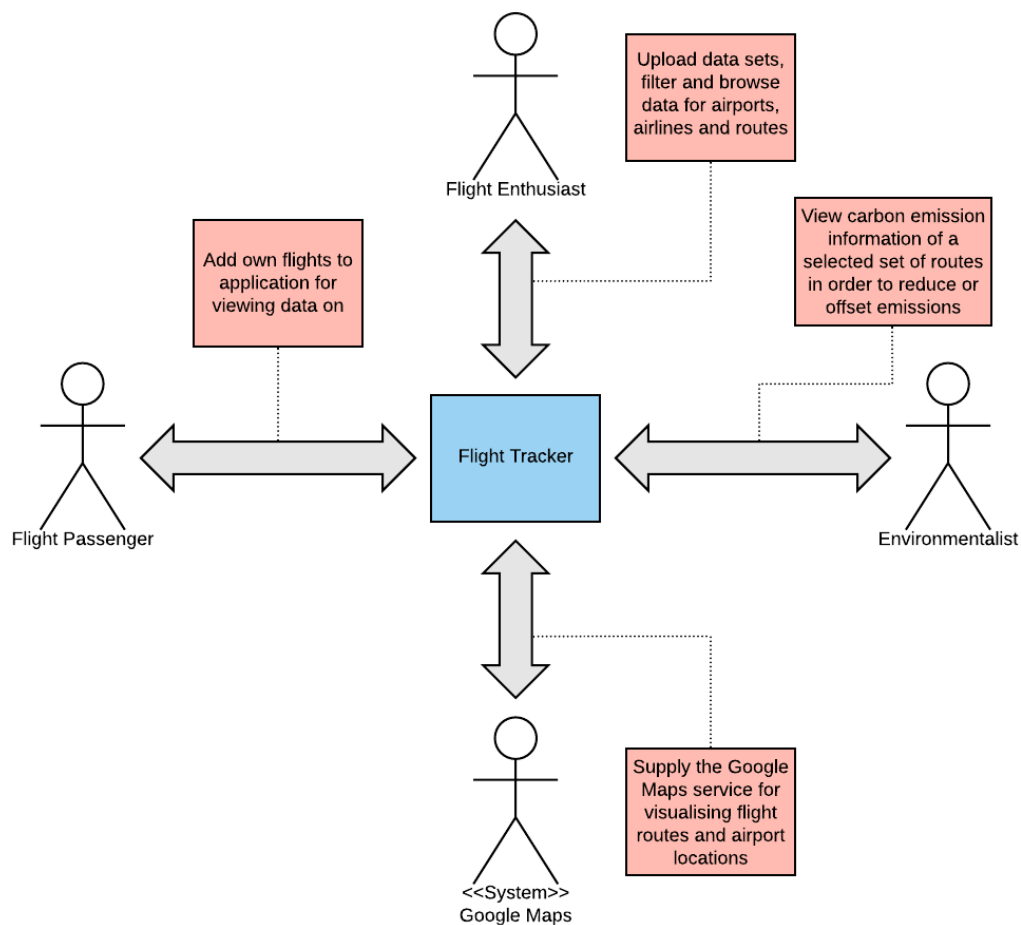 Upload data sets,
filter and browse
data for airports,
airlines and routes
Flight Enthusiast
View carbon emission
information of a
selected set of routes
in order to reduce or
offset emissions
Add own flights to
application for
viewing data on
Flight Tracker
Flight Passenger
Environmentalist
Supply the Google
Maps service for
visualising flight
routes and airport
locations
<<System>>
Google Maps